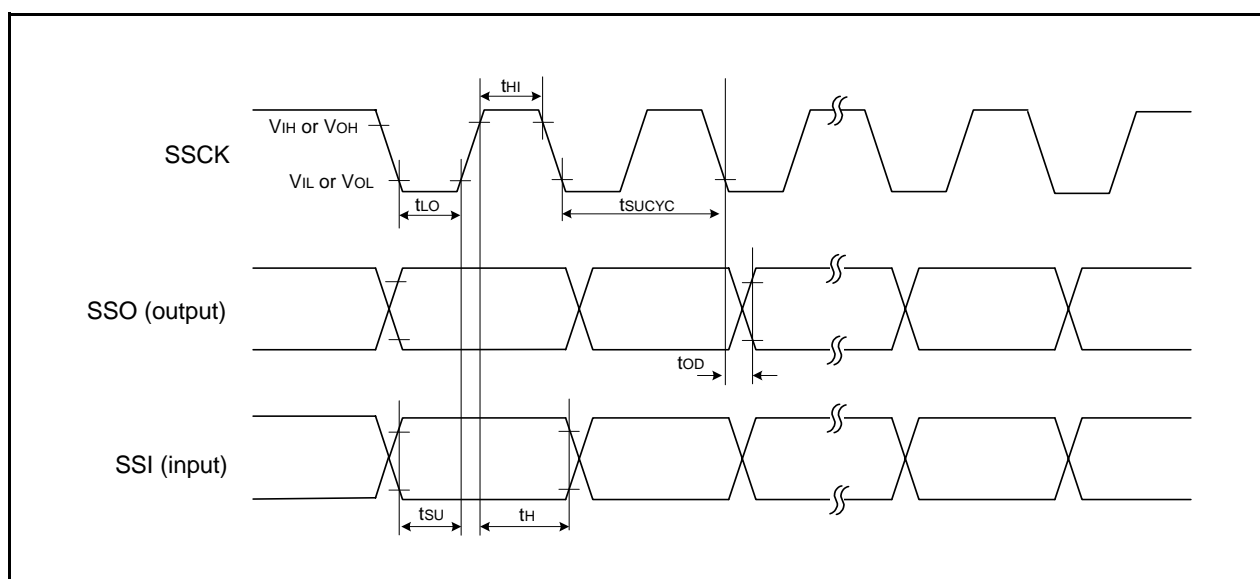 tHI
VIH or VOH
SSCK
VIL or VOL
tLO
tSUCYC
SSO (output)
tOD
SSI (input)
tSU
tH